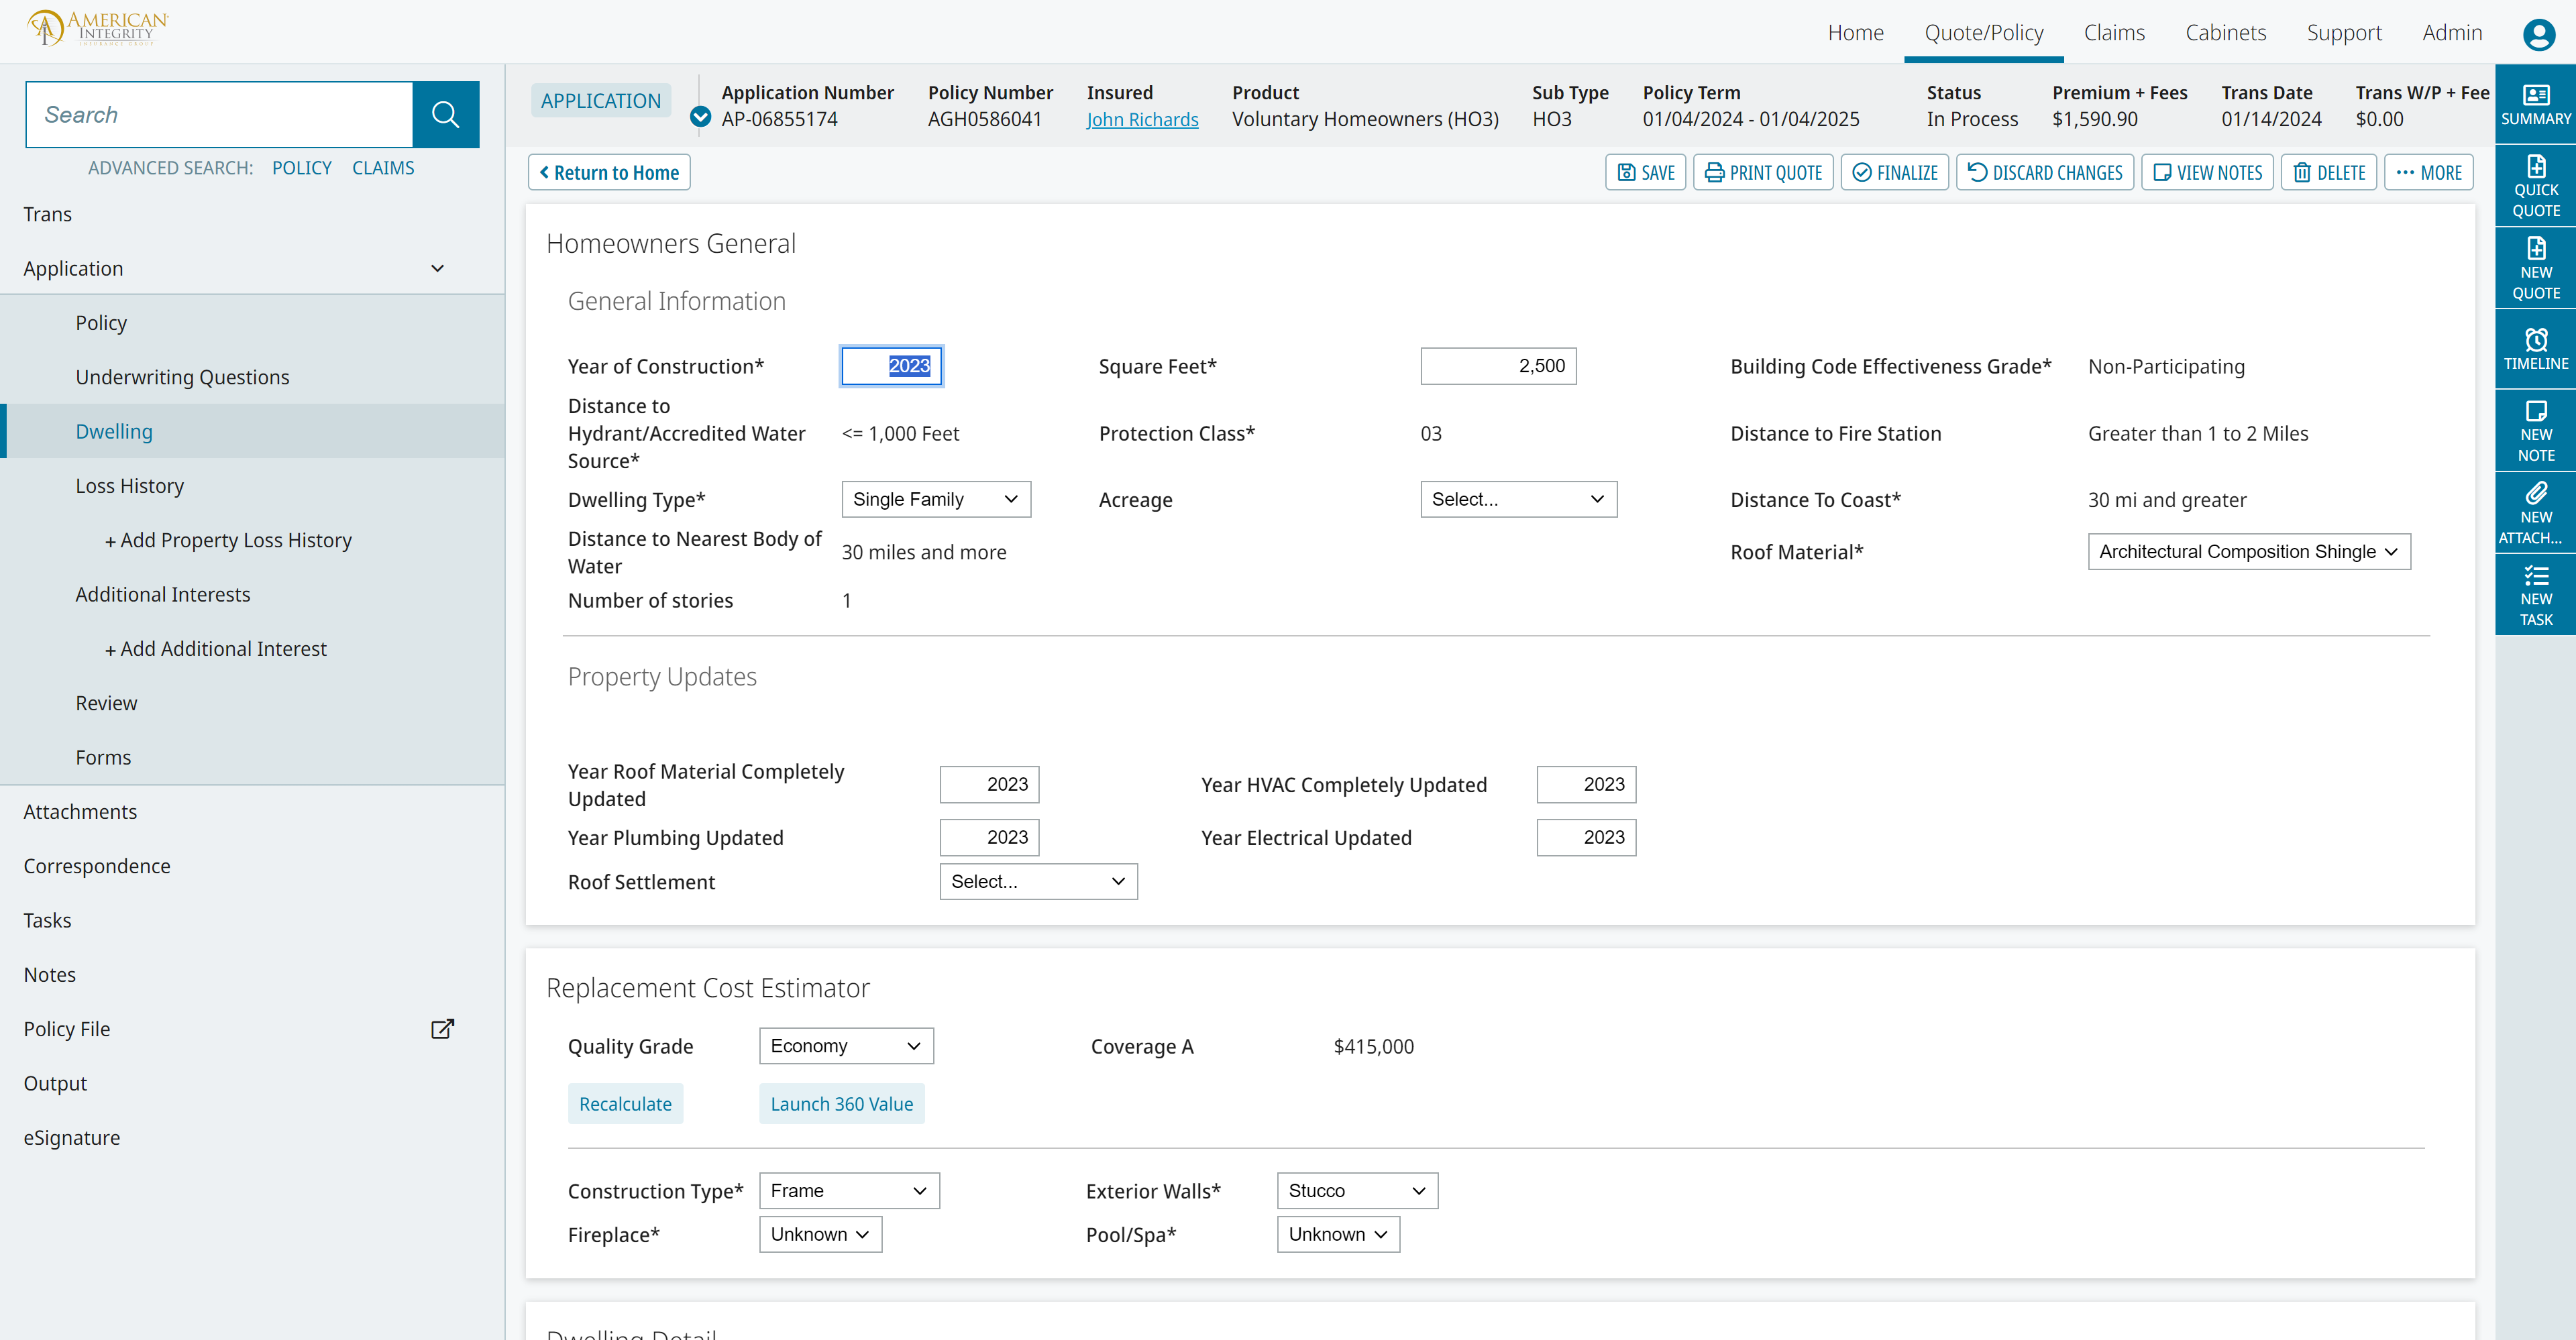 AMERICAN
INTEGRITY
INSURANCE GROUP
Home
Quote/Policy
Claims
Cabinets
Support
Admin
Search
ADVANCED SEARCH: POLICY CLAIMS
Trans
Application
Policy
Underwriting Questions
Dwelling
Loss History
+ Add Property Loss History
Additional Interests
+ Add Additional Interest
Review
Forms
Attachments
Correspondence
Tasks
Notes
Policy File
Output
eSignature
APPLICATION
Application Number
AP-06855174
Policy Number
AGH0586041
Insured
John Richards
Product
Voluntary Homeowners (HO3)
Sub Type
HO3
Policy Term
01/04/2024 - 01/04/2025
Status
In Process
Premium + Fees
$1,590.90
Trans Date
01/14/2024
Trans W/P + Fee
$0.00
Return to Home
SAVE
PRINT QUOTE
FINALIZE
DISCARD CHANGES
VIEW NOTES
DELETE
MORE
Homeowners General
General Information
Year of Construction* 2023
Square Feet* 2,500
Building Code Effectiveness Grade* Non-Participating
Distance to
Hydrant/Accredited Water
Source*
<= 1,000 Feet
Protection Class* 03
Distance to Fire Station Greater than 1 to 2 Miles
Dwelling Type* Single Family
Acreage Select...
Distance To Coast* 30 mi and greater
Distance to Nearest Body of
Water
30 miles and more
Roof Material* Architectural Composition Shingle
Number of stories 1
Property Updates
Year Roof Material Completely
Updated
2023
Year HVAC Completely Updated 2023
Year Plumbing Updated 2023
Year Electrical Updated 2023
Roof Settlement Select...
Replacement Cost Estimator
Quality Grade Economy
Coverage A $415,000
Recalculate
Launch 360 Value
Construction Type* Frame
Exterior Walls* Stucco
Fireplace* Unknown
Pool/Spa* Unknown
Dwelling Detail
SUMMARY
QUICK
QUOTE
NEW
QUOTE
TIMELINE
NEW
NOTE
NEW
ATTACH...
NEW
TASK